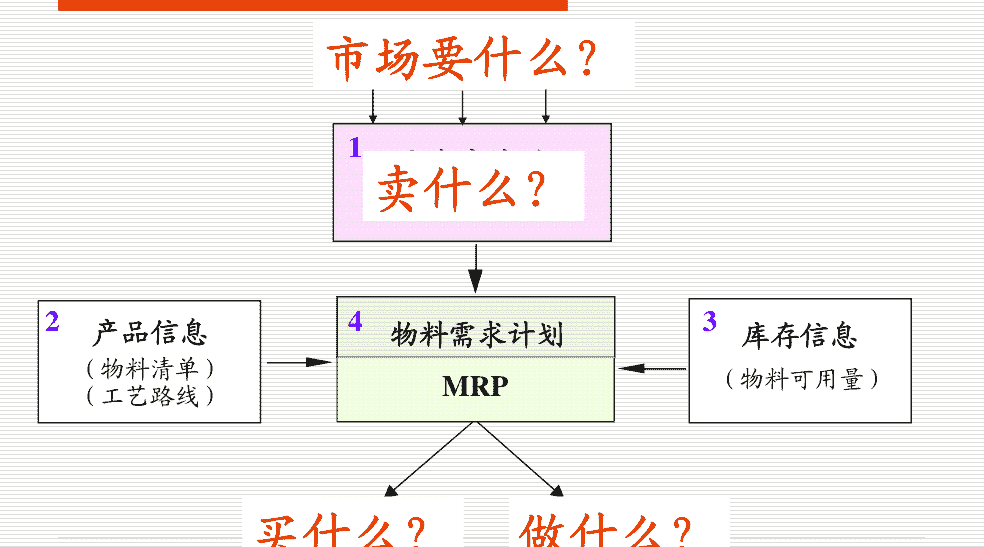 市场要什么?
1
卖什么?
2
产品信息
（物料清单）
（工艺路线）
4
物料需求计划
MRP
3
库存信息
（物料可用量）
买什么?
做什么?